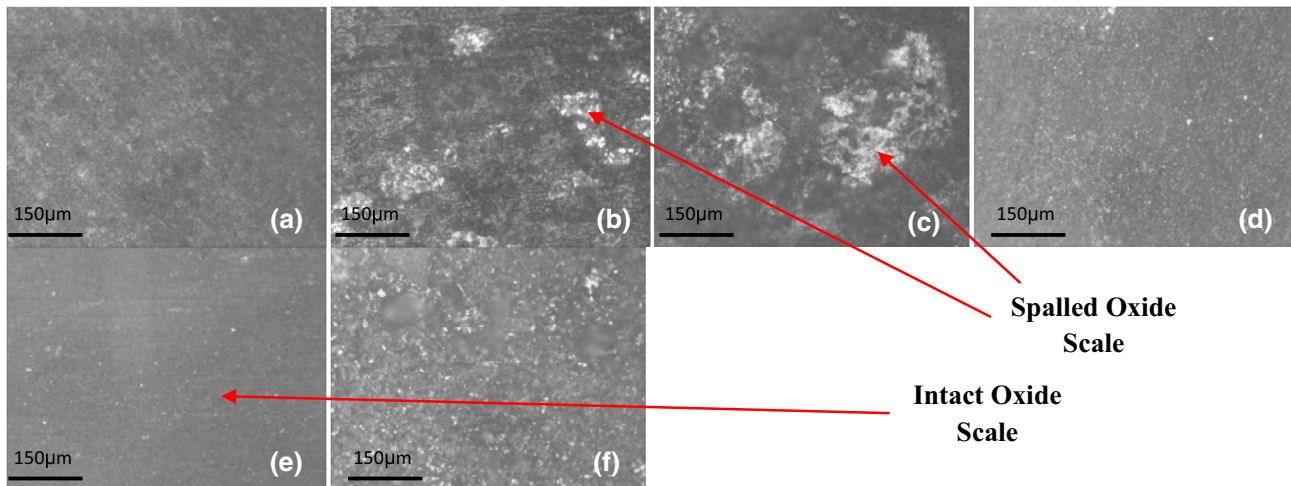 150µm
(a)
150µm
(b)
150µm
(c)
150µm
(d)
Spalled Oxide
Scale
150µm
(e)
150µm
(f)
Intact Oxide
Scale